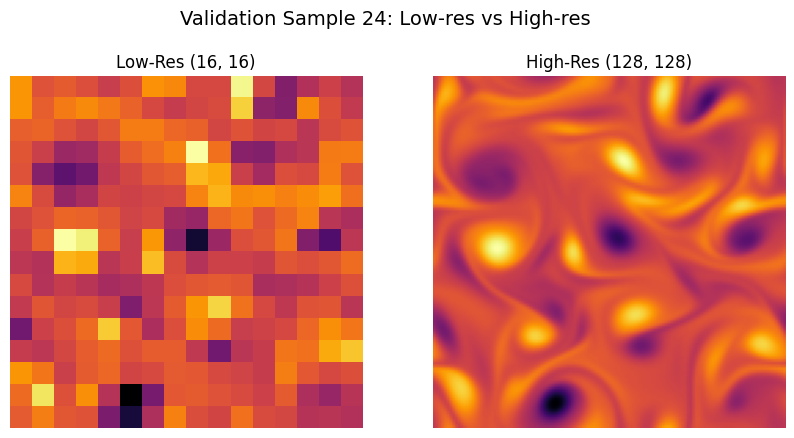 Validation Sample 24: Low-res vs High-res
Low-Res (16, 16)
High-Res (128, 128)